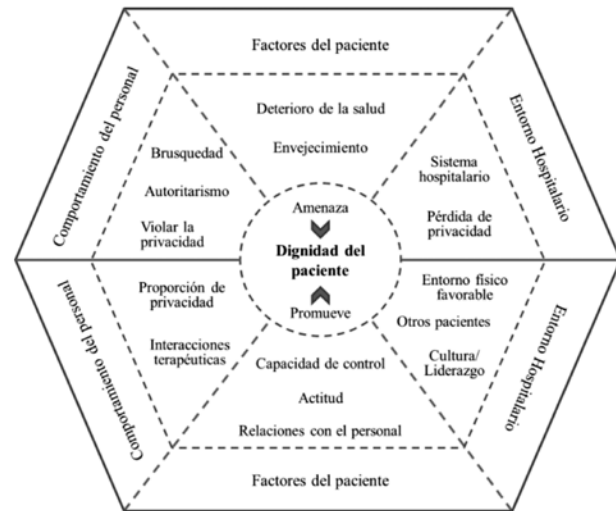 Factores del paciente
Comportamiento del personal
Entorno Hospitalario
Deterioro de la salud
Envejecimiento
Brusquedad
Autoritarismo
Violar la
privacidad
Sistema
hospitalario
Pérdida de
privacidad
Amenaza
Dignidad del
paciente
Promueve
Proporción de
privacidad
Interacciones
terapéuticas
Entorno físico
favorable
Otros pacientes
Cultura/
Liderazgo
Capacidad de control
Actitud
Relaciones con el personal
Comportamiento del personal
Entorno Hospitalario
Factores del paciente